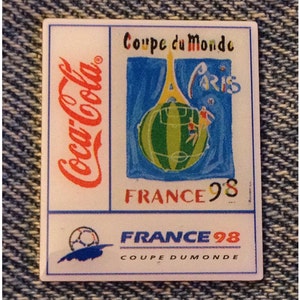 Coca-Cola®
Coupe du Monde
PARIS
FRANCE 98
FRANCE 98
COUPE DU MONDE